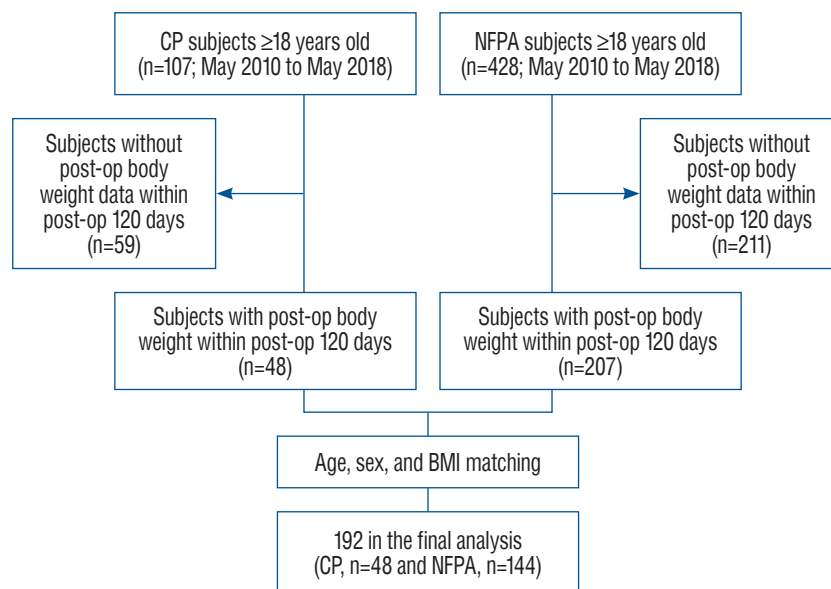 CP subjects ≥18 years old
(n=107; May 2010 to May 2018)
NFPA subjects ≥18 years old
(n=428; May 2010 to May 2018)
Subjects without
post-op body
weight data within
post-op 120 days
(n=59)
Subjects without
post-op body
weight data within
post-op 120 days
(n=211)
Subjects with post-op body
weight within post-op 120 days
(n=48)
Subjects with post-op body
weight within post-op 120 days
(n=207)
Age, sex, and BMI matching
192 in the final analysis
(CP, n=48 and NFPA, n=144)